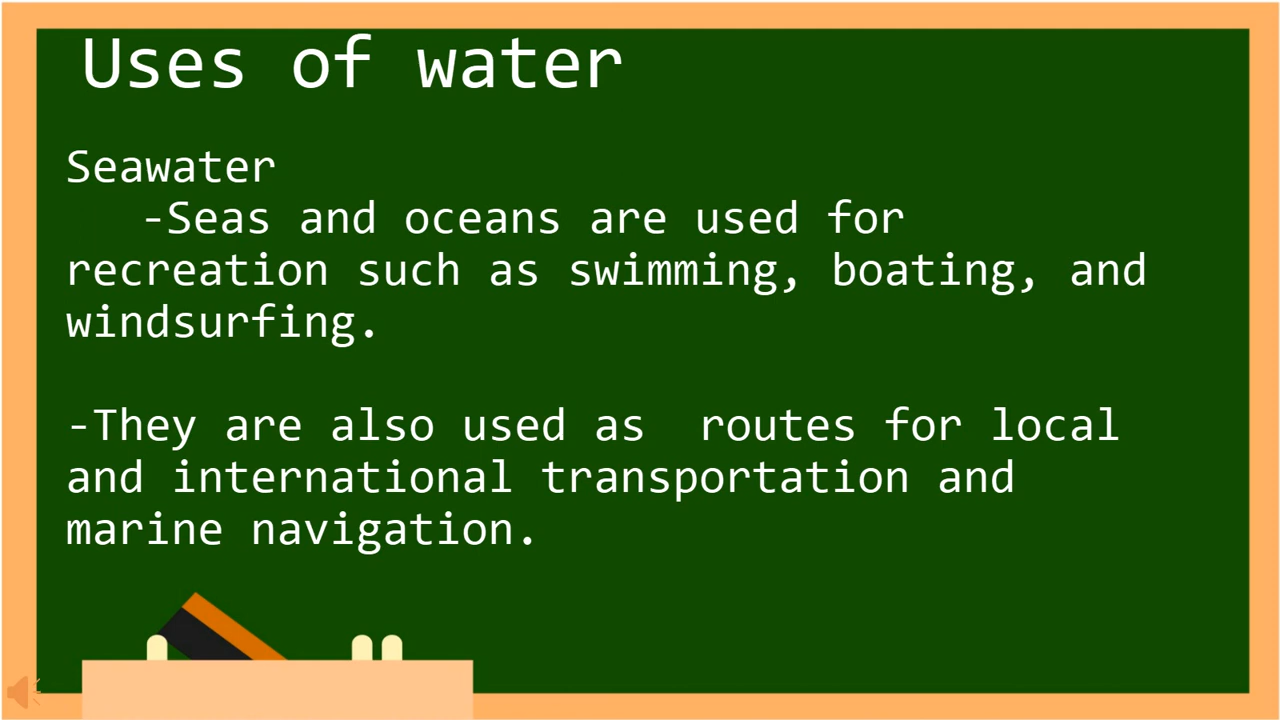 Uses of water
Seawater
-Seas and oceans are used for
recreation such as swimming, boating, and
windsurfing.
-They are also used as  routes for local
and international transportation and
marine navigation.